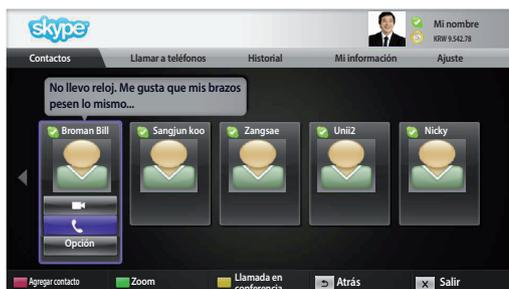 skype
Mi nombre
KRW 9.542.78
Contactos
Llamar a teléfonos
Historial
Mi información
Ajuste
No llevo reloj. Me gusta que mis brazos
pesen lo mismo...
Broman Bill
Sangjun koo
Zangsae
Unii2
Nicky
Opción
Agregar contacto
Zoom
Llamada en
conferencia
Atrás
x Salir